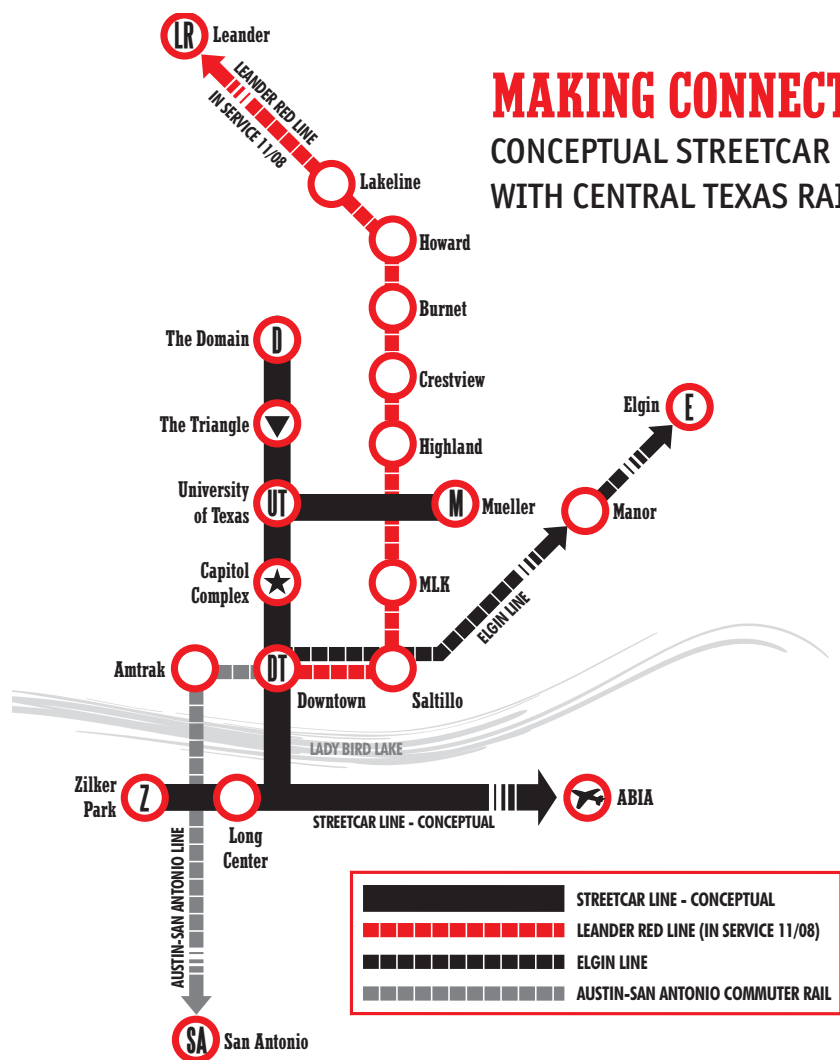 LR Leander
LEANDER RED LINE
IN SERVICE 11/08
MAKING CONNECT
CONCEPTUAL STREETCAR
WITH CENTRAL TEXAS RAI
Lakeline
Howard
Burnet
The Domain D
Crestview
Elgin E
The Triangle
Highland
University
of Texas
UT
M Mueller
Manor
Capitol
Complex
MLK
ELGIN LINE
Amtrak
DT
Downtown
Saltillo
LADY BIRD LAKE
Zilker
Park
Z
ABIA
Long
Center
STREETCAR LINE - CONCEPTUAL
AUSTIN-SAN ANTONIO LINE
STREETCAR LINE - CONCEPTUAL
LEANDER RED LINE (IN SERVICE 11/08)
ELGIN LINE
AUSTIN-SAN ANTONIO COMMUTER RAIL
SA San Antonio